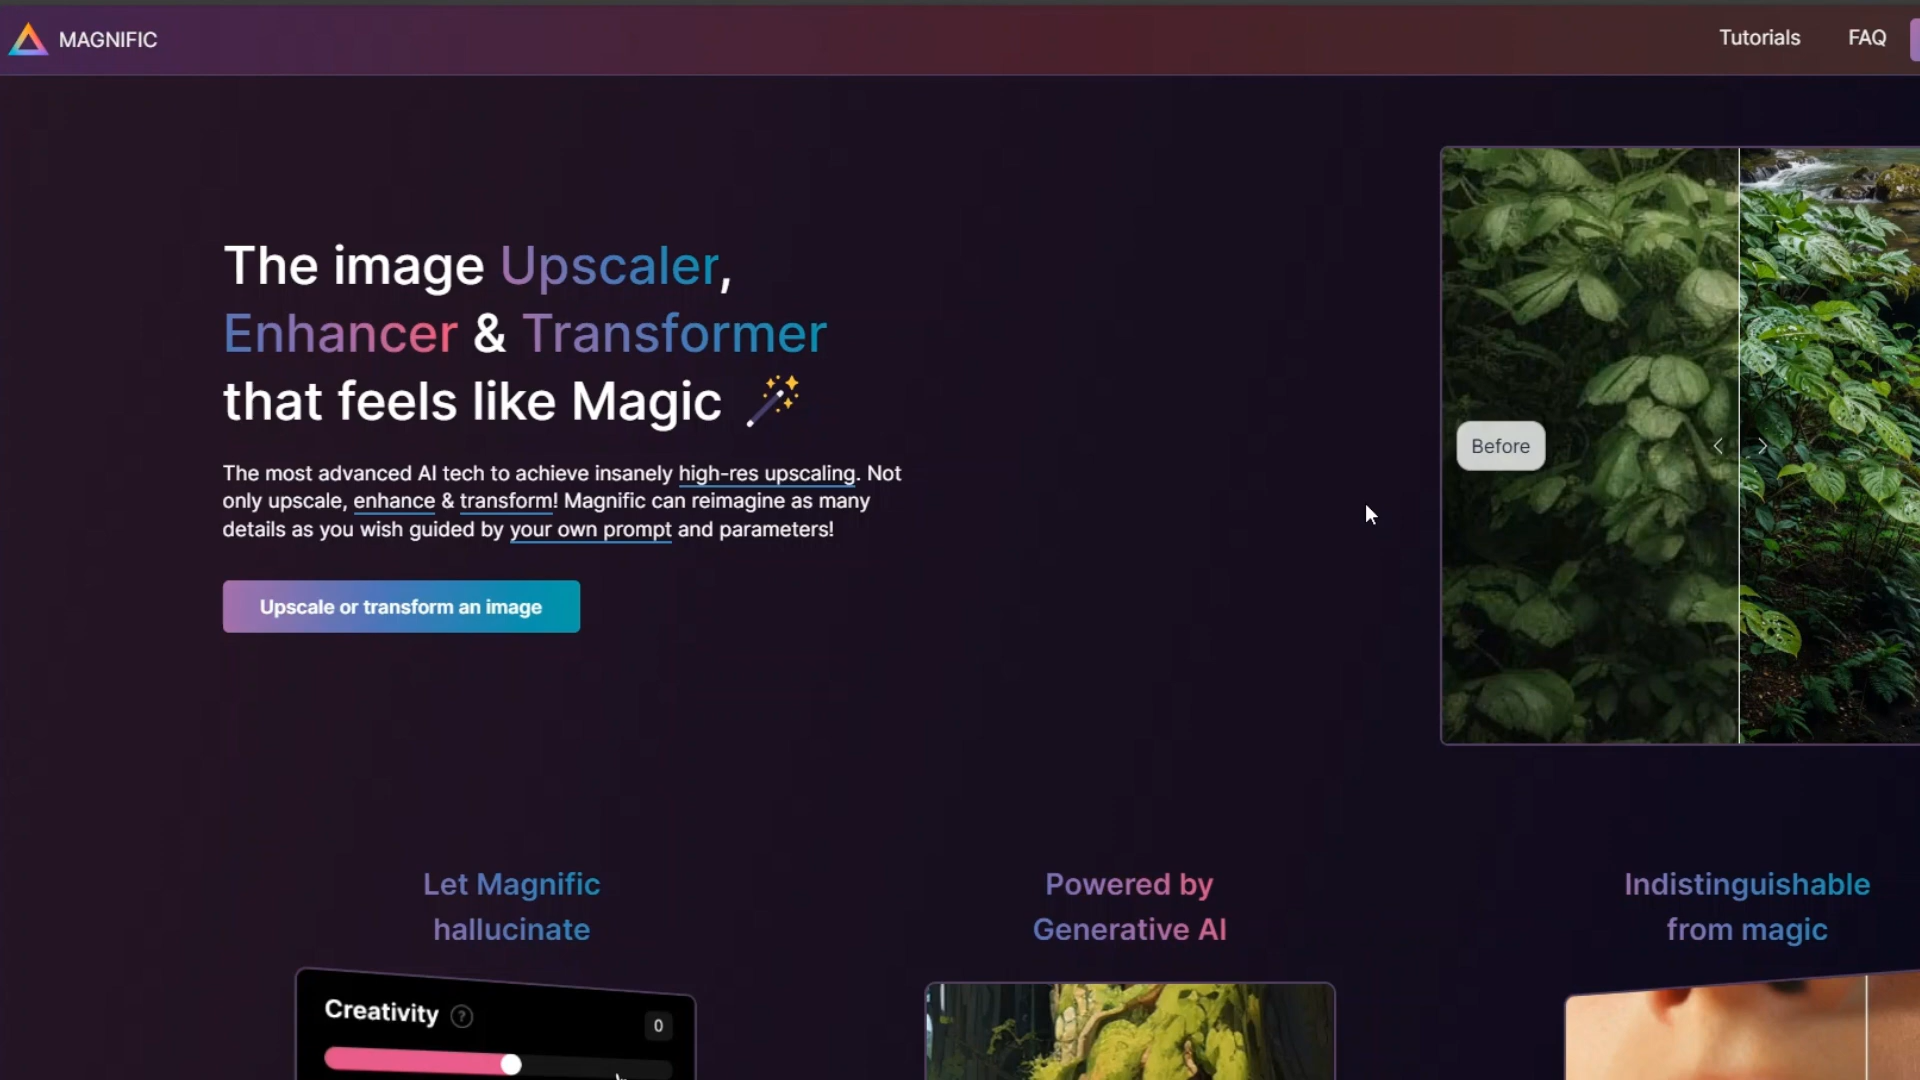 MAGNIFIC
Tutorials
FAQ
The image Upscaler,
Enhancer & Transformer
that feels like Magic 🪄
The most advanced AI tech to achieve insanely high-res upscaling. Not
only upscale, enhance & transform! Magnific can reimagine as many
details as you wish guided by your own prompt and parameters!
Upscale or transform an image
Before
Let Magnific
hallucinate
Powered by
Generative AI
Indistinguishable
from magic
Creativity ?
0